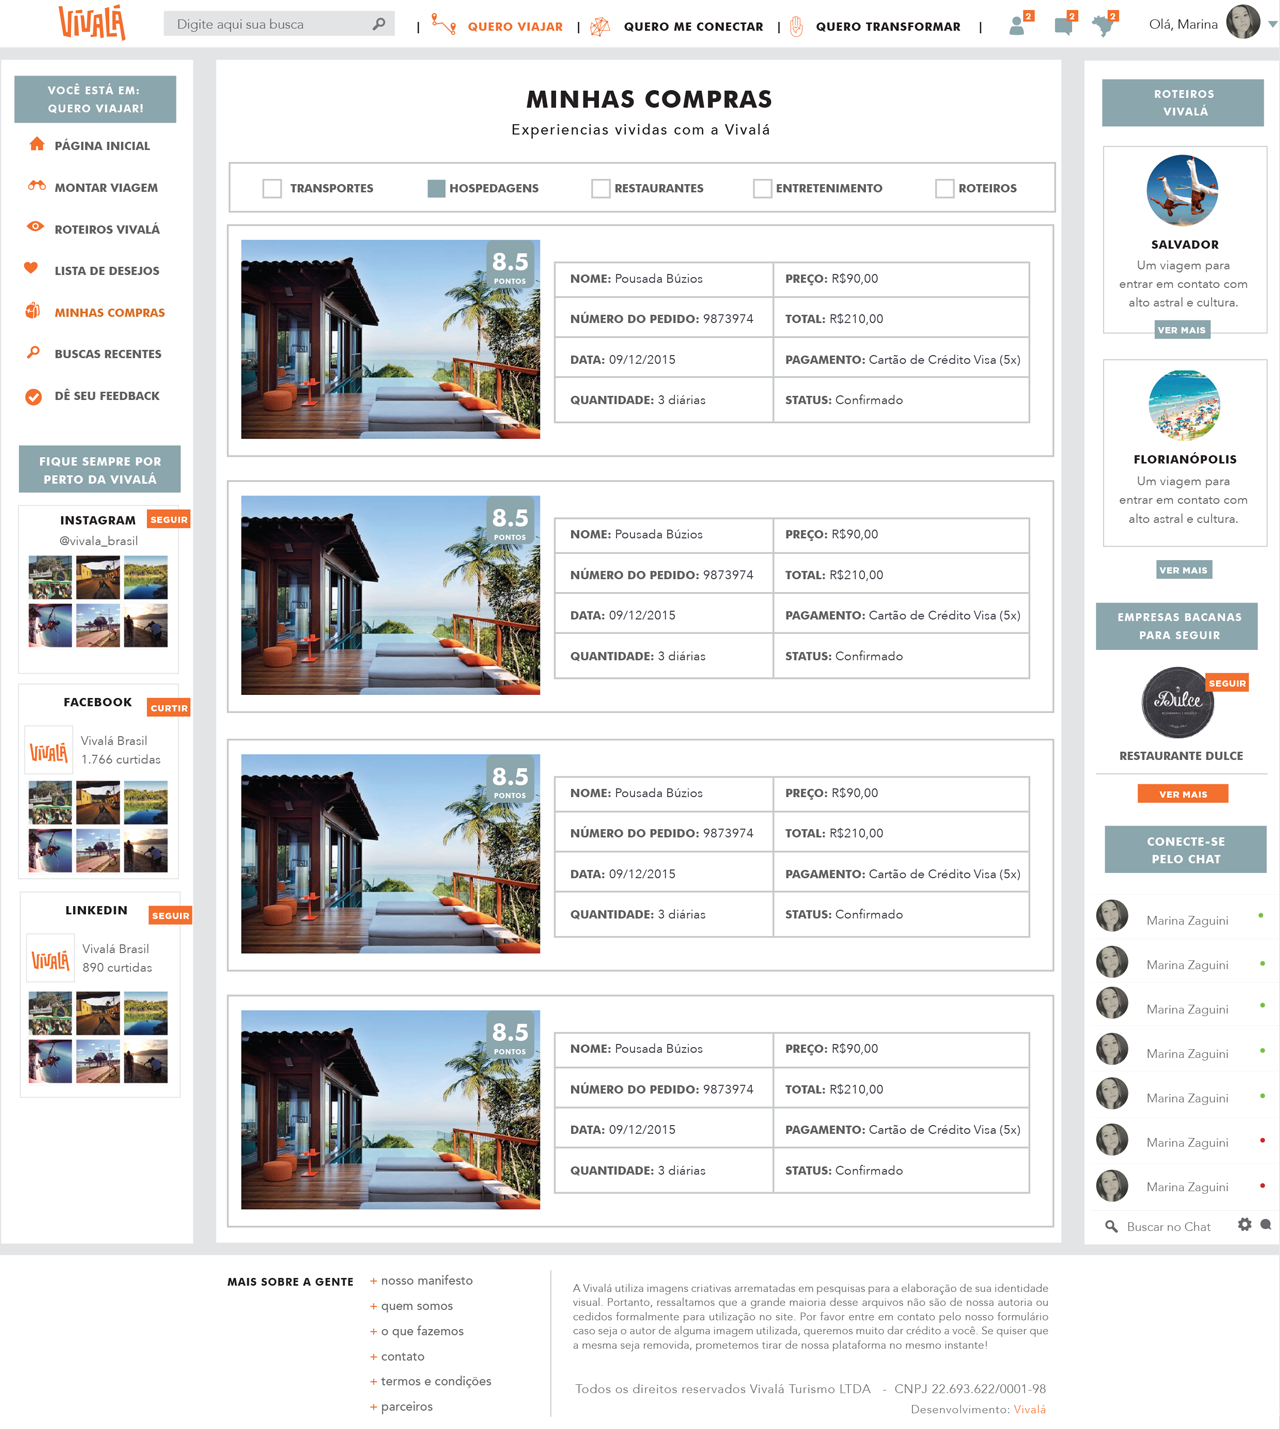 VIVALÁ
Digite aqui sua busca
| QUERO VIAJAR | QUERO ME CONECTAR | QUERO TRANSFORMAR |
2 2 2
Olá, Marina
VOCÊ ESTÁ EM:
QUERO VIAJAR!
PÁGINA INICIAL
MONTAR VIAGEM
ROTEIROS VIVALÁ
LISTA DE DESEJOS
MINHAS COMPRAS
BUSCAS RECENTES
DÊ SEU FEEDBACK
FIQUE SEMPRE POR
PERTO DA VIVALÁ
INSTAGRAM
SEGUIR
@vivala_brasil
FACEBOOK
CURTIR
VIVALÁ
Vivalá Brasil
1.766 curtidas
LINKEDIN
SEGUIR
VIVALÁ
Vivalá Brasil
890 curtidas
MINHAS COMPRAS
Experiencias vividas com a Vivalá
TRANSPORTES HOSPEDAGENS RESTAURANTES ENTRETENIMENTO ROTEIROS
8.5
PONTOS
NOME: Pousada Búzios PREÇO: R$90,00
NÚMERO DO PEDIDO: 9873974 TOTAL: R$210,00
DATA: 09/12/2015 PAGAMENTO: Cartão de Crédito Visa (5x)
QUANTIDADE: 3 diárias STATUS: Confirmado
8.5
PONTOS
NOME: Pousada Búzios PREÇO: R$90,00
NÚMERO DO PEDIDO: 9873974 TOTAL: R$210,00
DATA: 09/12/2015 PAGAMENTO: Cartão de Crédito Visa (5x)
QUANTIDADE: 3 diárias STATUS: Confirmado
8.5
PONTOS
NOME: Pousada Búzios PREÇO: R$90,00
NÚMERO DO PEDIDO: 9873974 TOTAL: R$210,00
DATA: 09/12/2015 PAGAMENTO: Cartão de Crédito Visa (5x)
QUANTIDADE: 3 diárias STATUS: Confirmado
8.5
PONTOS
NOME: Pousada Búzios PREÇO: R$90,00
NÚMERO DO PEDIDO: 9873974 TOTAL: R$210,00
DATA: 09/12/2015 PAGAMENTO: Cartão de Crédito Visa (5x)
QUANTIDADE: 3 diárias STATUS: Confirmado
ROTEIROS
VIVALÁ
SALVADOR
Um viagem para
entrar em contato com
alto astral e cultura.
VER MAIS
FLORIANÓPOLIS
Um viagem para
entrar em contato com
alto astral e cultura.
VER MAIS
EMPRESAS BACANAS
PARA SEGUIR
SEGUIR
Dulce
RESTAURANTE DULCE
VER MAIS
CONECTE-SE
PELO CHAT
Marina Zaguini
Marina Zaguini
Marina Zaguini
Marina Zaguini
Marina Zaguini
Marina Zaguini
Marina Zaguini
Buscar no Chat
MAIS SOBRE A GENTE
+ nosso manifesto
+ quem somos
+ o que fazemos
+ contato
+ termos e condições
+ parceiros
A Vivalá utiliza imagens criativas arrematadas em pesquisas para a elaboração de sua identidade
visual. Portanto, ressaltamos que a grande maioria desse arquivos não são de nossa autoria ou
cedidos formalmente para utilização no site. Por favor entre em contato pelo nosso formulário
caso seja o autor de alguma imagem utilizada, queremos muito dar crédito a você. Se quiser que
a mesma seja removida, prometemos tirar de nossa plataforma no mesmo instante!
Todos os direitos reservados Vivalá Turismo LTDA - CNPJ 22.693.622/0001-98
Desenvolvimento: Vivalá